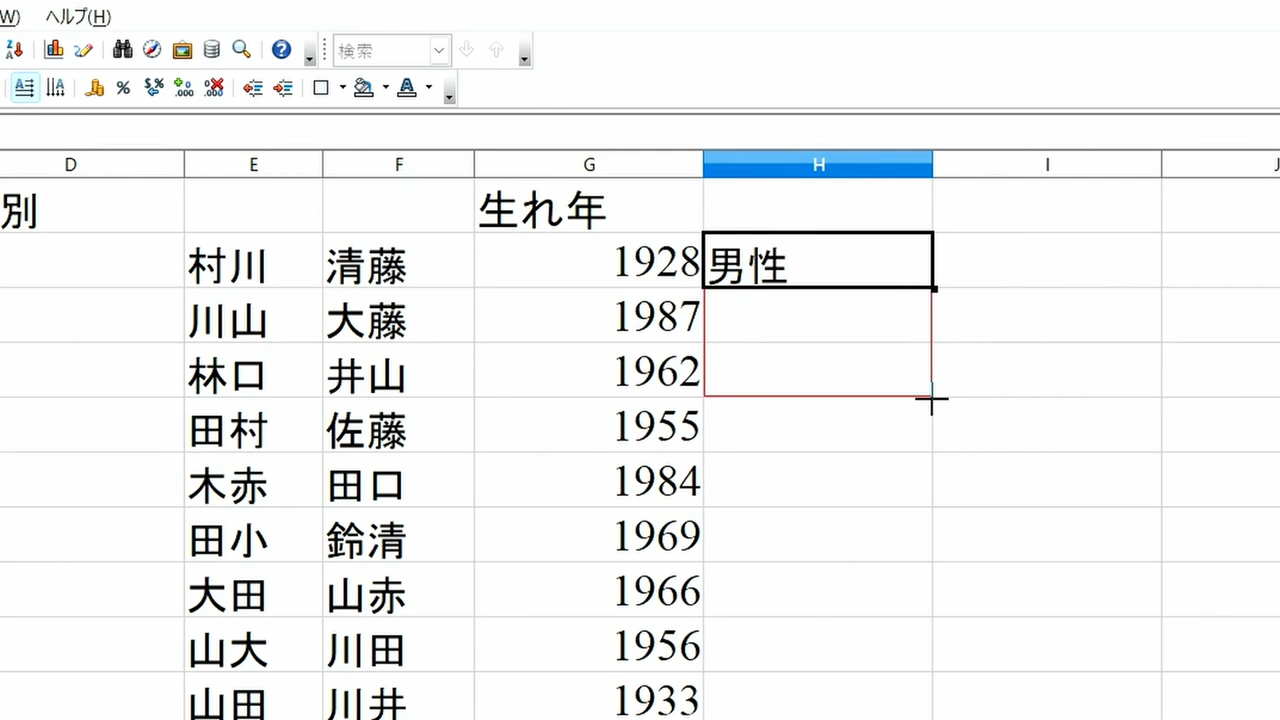 W) ヘルプ(H)
検索
D E F G H I J
別 生れ年
村川 清藤 1928 男性
川山 大藤 1987
林口 井山 1962
田村 佐藤 1955
木赤 田口 1984
田小 鈴清 1969
大田 山赤 1966
山大 川田 1956
山田 川井 1933